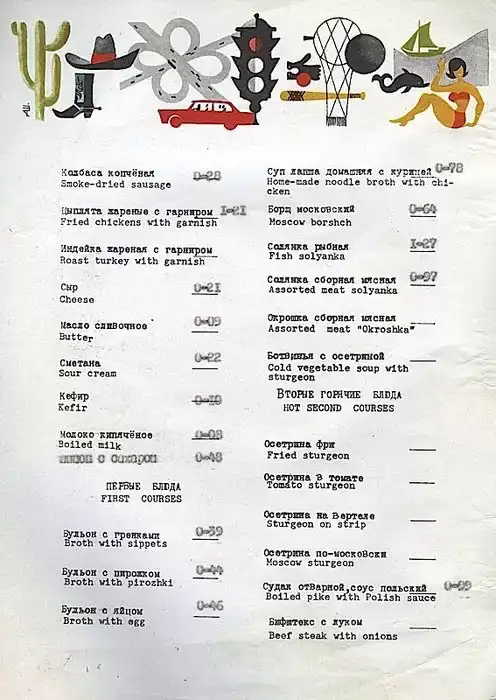 Колбаса копчёная 0-28
Smoke-dried sausage
Цыплята жареные с гарниром 1-21
Fried chickens with garnish
Индейка жареная с гарниром
Roast turkey with garnish
Сыр 0-21
Cheese
Масло сливочное 0-09
Butter
Сметана 0-22
Sour cream
Кефир 0-10
Kefir
Молоко кипячёное 0-08
Boiled milk
с сахаром 0-48
ПЕРВЫЕ БЛЮДА
FIRST COURSES
Бульон с гренками 0-39
Broth with sippets
Бульон с пирожком 0-44
Broth with piroshki
Бульон с яйцом 0-46
Broth with egg
Суп лапша домашняя с курицей 0-78
Home-made noodle broth with chi-
cken
Борщ московский 0-64
Moscow borshch
Солянка рыбная 1-27
Fish solyanka
Солянка сборная мясная 0-97
Assorted meat solyanka
Окрошка сборная мясная
Assorted meat "Okroshka"
Ботвинья с осетриной
Cold vegetable soup with
sturgeon
ВТОРЫЕ ГОРЯЧИЕ БЛЮДА
HOT SECOND COURSES
Осетрина фри
Fried sturgeon
Осетрина в томате
Tomato sturgeon
Осетрина на вертеле
Sturgeon on strip
Осетрина по-московски
Moscow sturgeon
Судак отварной,соус польский 0-99
Boiled pike with Polish sauce
Бифштекс с луком
Beef steak with onions